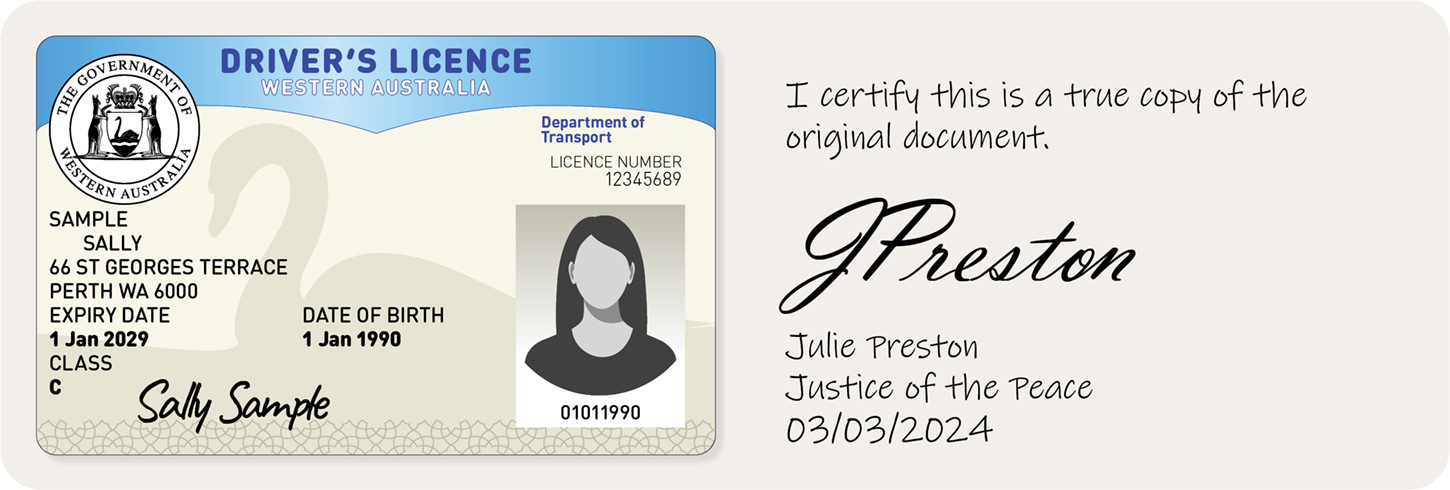 DRIVER'S LICENCE
WESTERN AUSTRALIA
THE GOVERNMENT OF
WESTERN AUSTRALIA
Department of
Transport
LICENCE NUMBER
12345689
SAMPLE
SALLY
66 ST GEORGES TERRACE
PERTH WA 6000
EXPIRY DATE DATE OF BIRTH
1 Jan 2029 1 Jan 1990
CLASS
C
Sally Sample
01011990
I certify this is a true copy of the
original document.
JPreston
Julie Preston
Justice of the Peace
03/03/2024